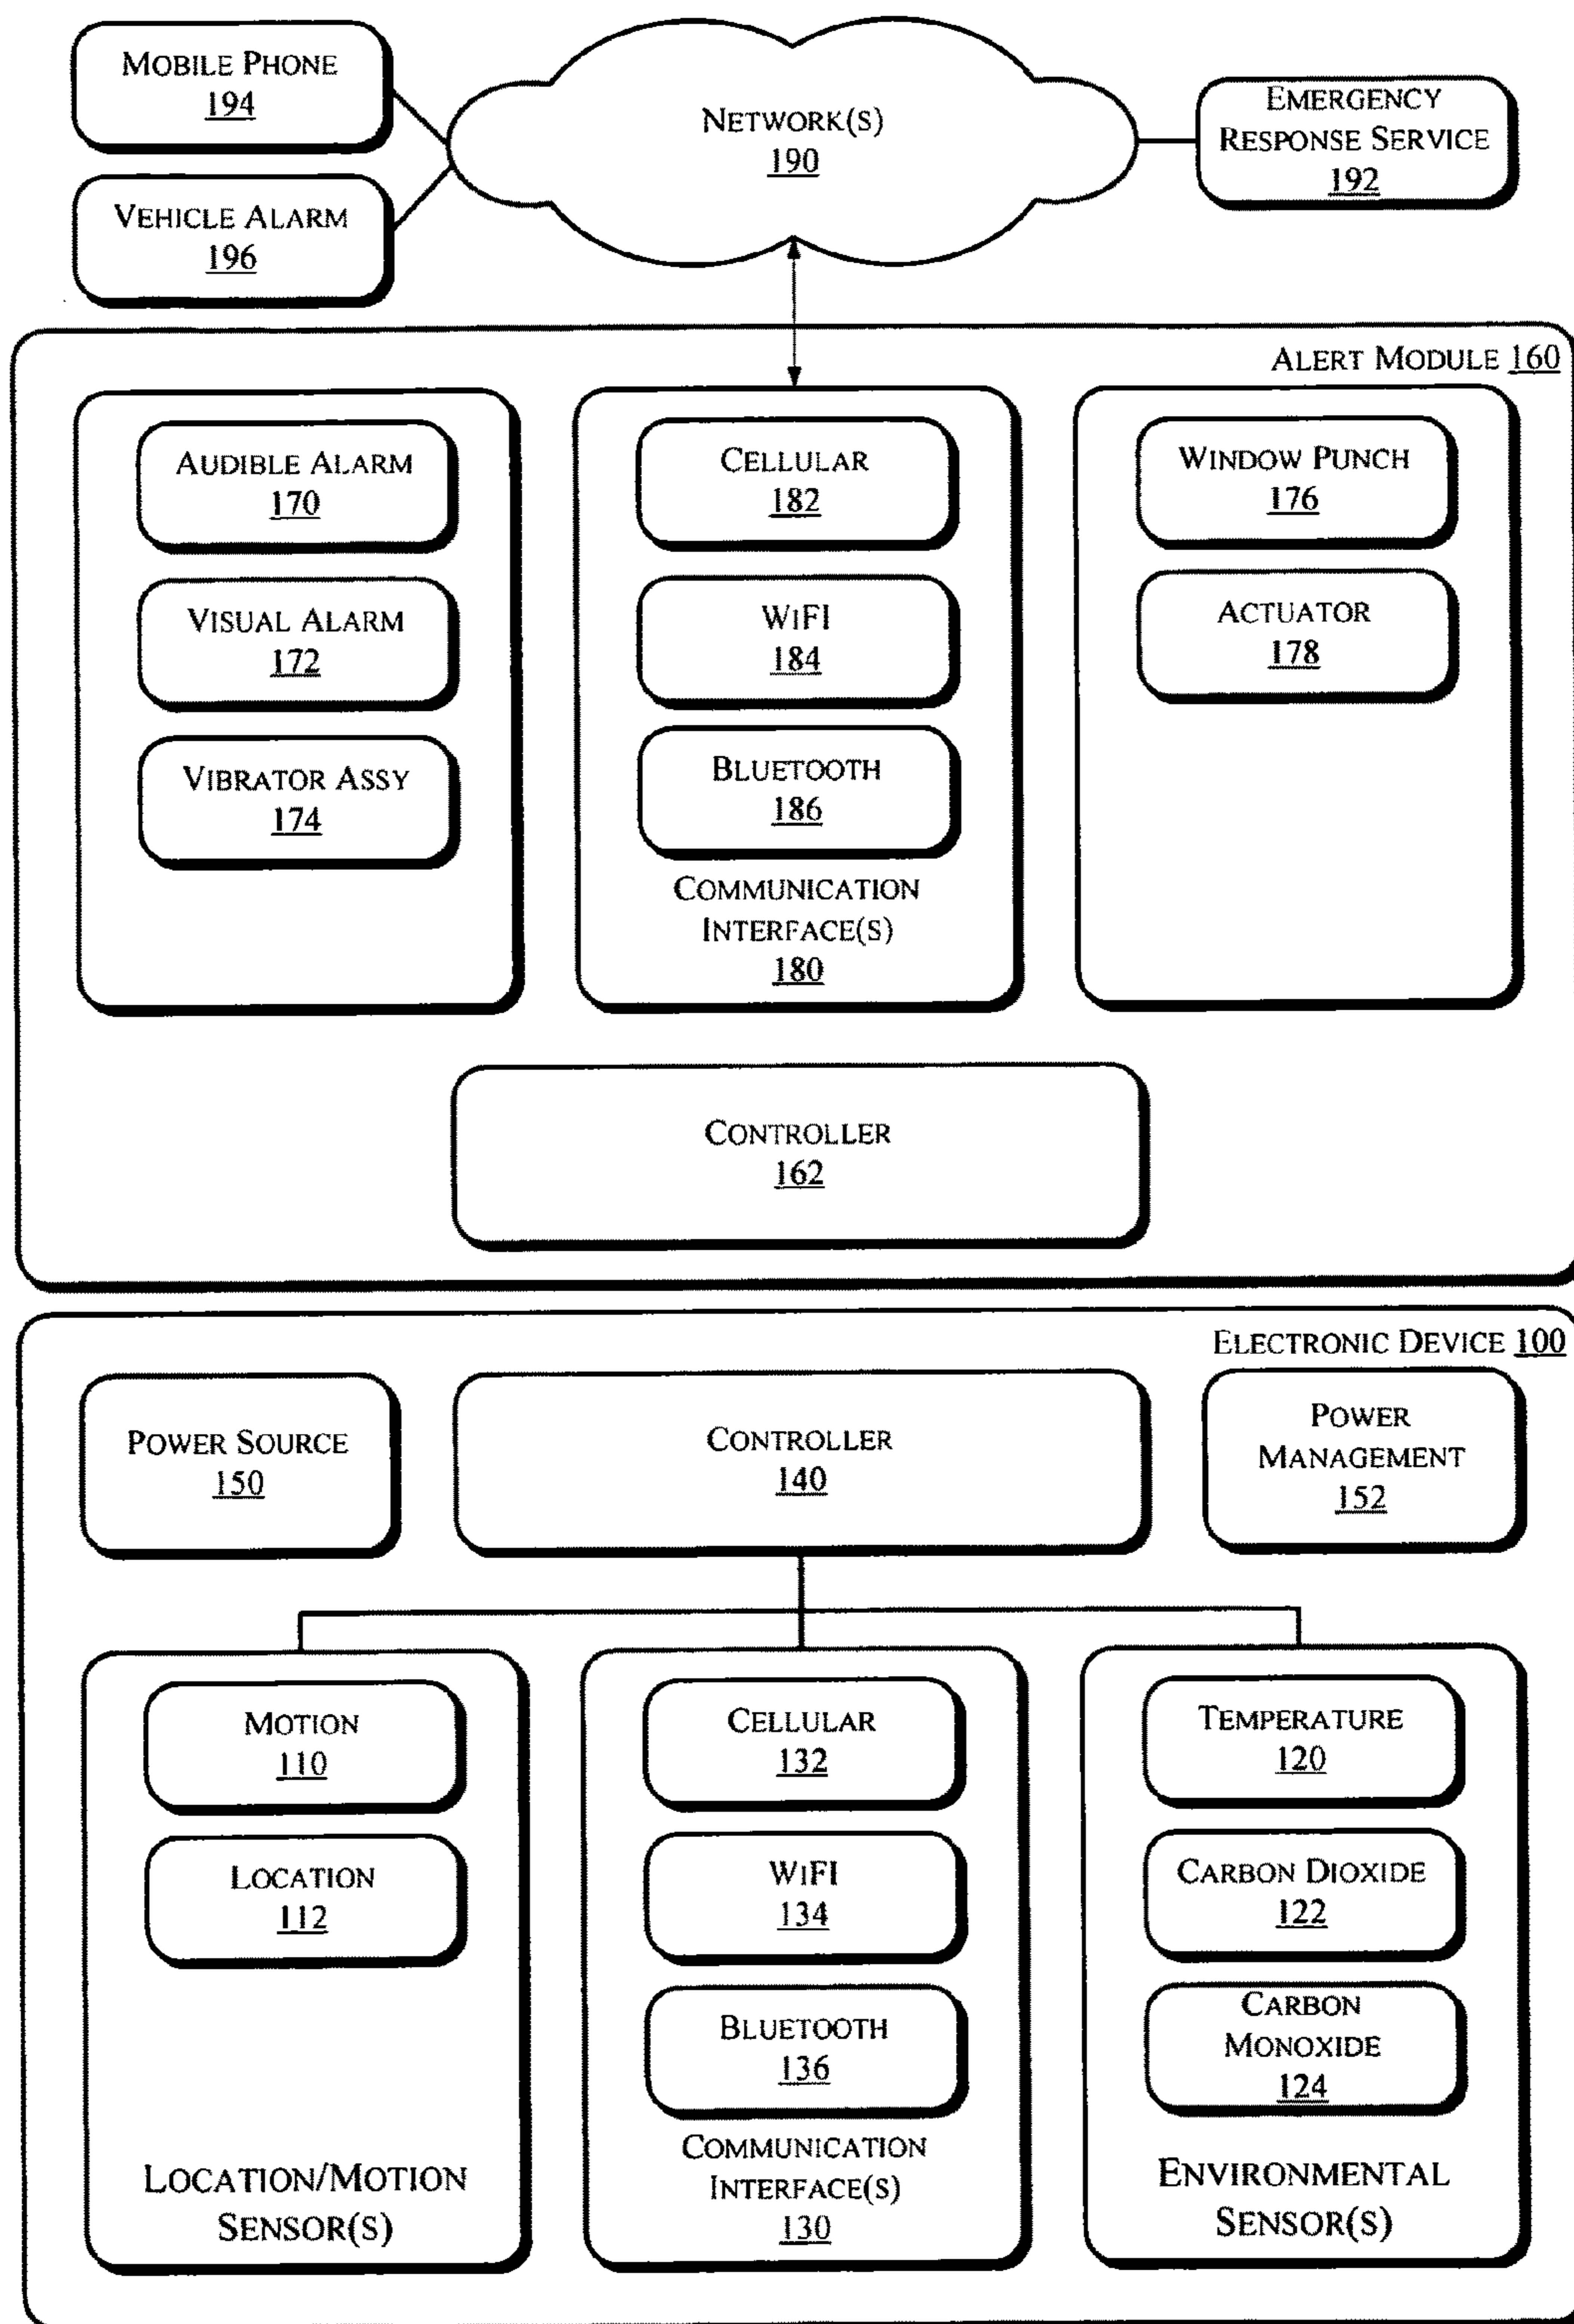 MOBILE PHONE
194
VEHICLE ALARM
196
NETWORK(S)
190
EMERGENCY
RESPONSE SERVICE
192
ALERT MODULE 160
AUDIBLE ALARM
170
VISUAL ALARM
172
VIBRATOR ASSY
174
CELLULAR
182
WIFI
184
BLUETOOTH
186
COMMUNICATION
INTERFACE(S)
180
WINDOW PUNCH
176
ACTUATOR
178
CONTROLLER
162
ELECTRONIC DEVICE 100
POWER SOURCE
150
CONTROLLER
140
POWER
MANAGEMENT
152
MOTION
110
LOCATION
112
LOCATION/MOTION
SENSOR(S)
CELLULAR
132
WIFI
134
BLUETOOTH
136
COMMUNICATION
INTERFACE(S)
130
TEMPERATURE
120
CARBON DIOXIDE
122
CARBON
MONOXIDE
124
ENVIRONMENTAL
SENSOR(S)